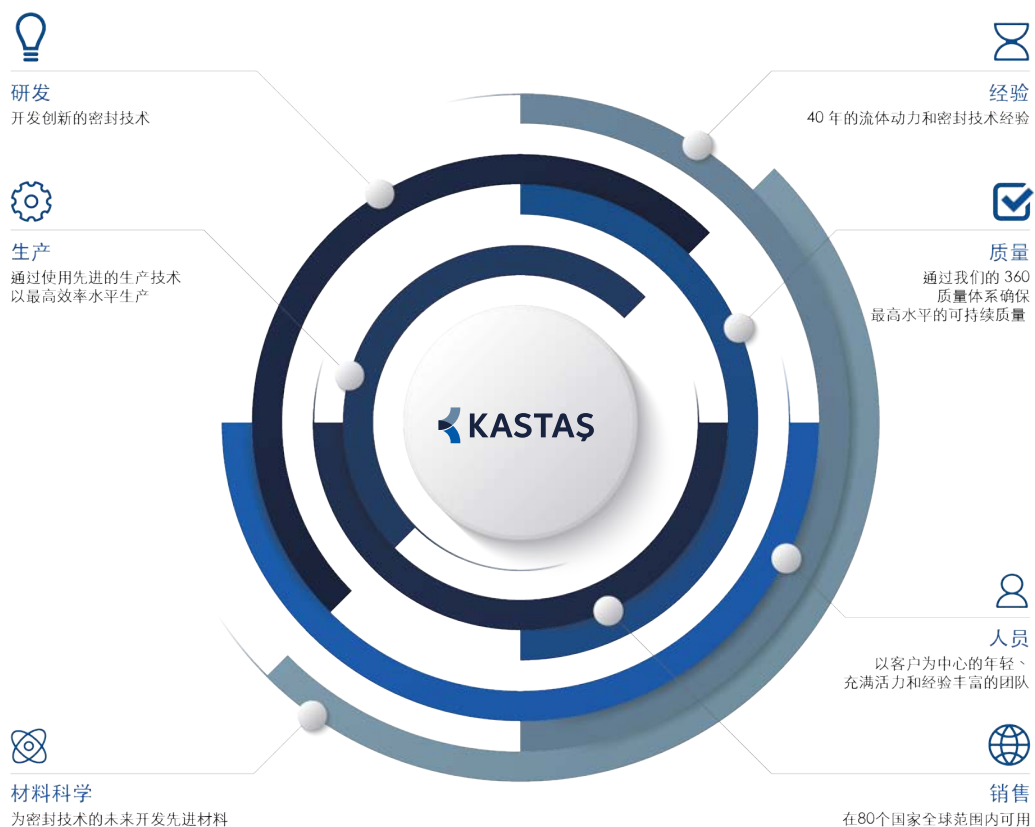 研发
开发创新的密封技术
生产
通过使用先进的生产技术
以最高效率水平生产
KASTAŞ
材料科学
为密封技术的未来开发先进材料
经验
40 年的流体动力和密封技术经验
质量
通过我们的 360
质量体系确保
最高水平的可持续质量
人员
以客户为中心的年轻、
充满活力和经验丰富的团队
销售
在80个国家全球范围内可用